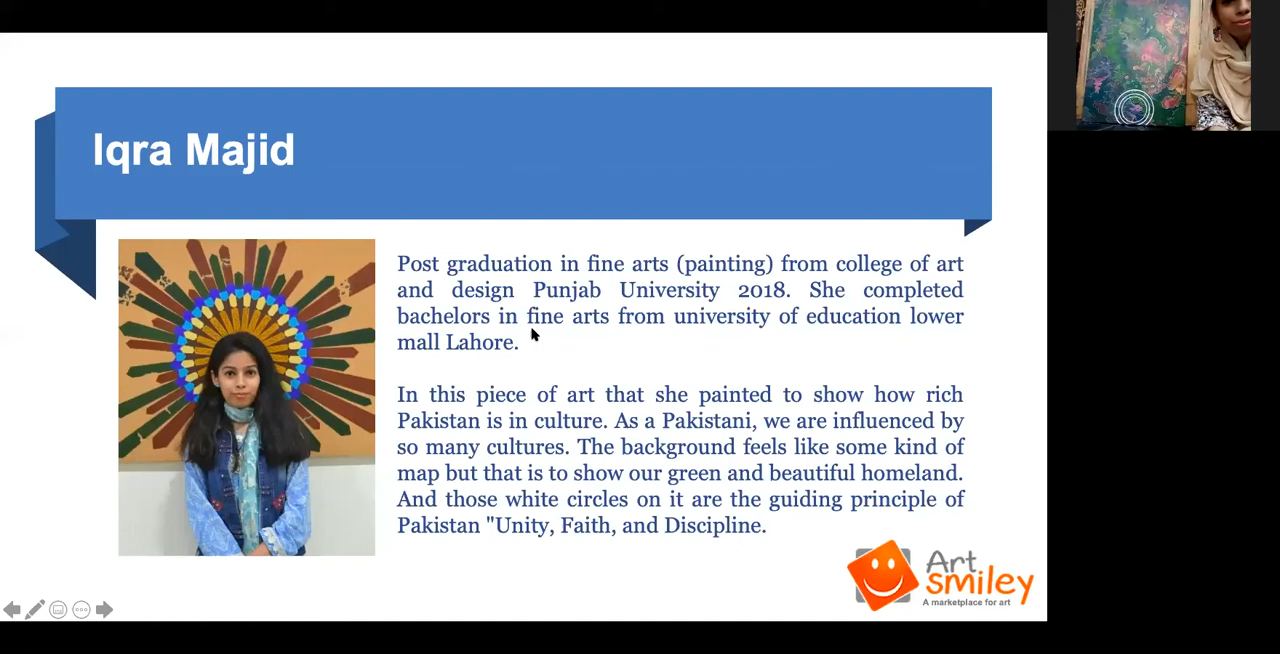 Iqra Majid
Post graduation in fine arts (painting) from college of art
and design Punjab University 2018. She completed
bachelors in fine arts from university of education lower
mall Lahore.
In this piece of art that she painted to show how rich
Pakistan is in culture. As a Pakistani, we are influenced by
so many cultures. The background feels like some kind of
map but that is to show our green and beautiful homeland.
And those white circles on it are the guiding principle of
Pakistan "Unity, Faith, and Discipline.
Art
smiley
A marketplace for art